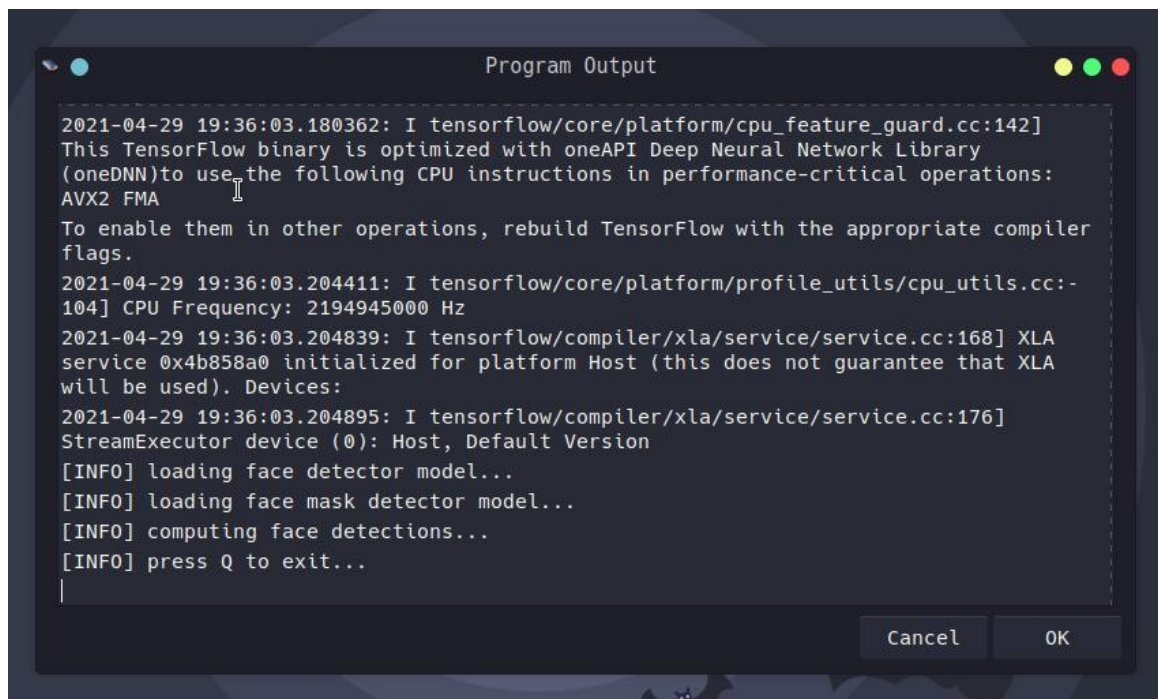 Program Output
2021-04-29 19:36:03.180362: I tensorflow/core/platform/cpu_feature_guard.cc:142]
This TensorFlow binary is optimized with oneAPI Deep Neural Network Library
(oneDNN)to use the following CPU instructions in performance-critical operations:
AVX2 FMA
To enable them in other operations, rebuild TensorFlow with the appropriate compiler
flags.
2021-04-29 19:36:03.204411: I tensorflow/core/platform/profile_utils/cpu_utils.cc:-
104] CPU Frequency: 2194945000 Hz
2021-04-29 19:36:03.204839: I tensorflow/compiler/xla/service/service.cc:168] XLA
service 0x4b858a0 initialized for platform Host (this does not guarantee that XLA
will be used). Devices:
2021-04-29 19:36:03.204895: I tensorflow/compiler/xla/service/service.cc:176]
StreamExecutor device (0): Host, Default Version
[INFO] loading face detector model...
[INFO] loading face mask detector model...
[INFO] computing face detections...
[INFO] press Q to exit...
Cancel OK